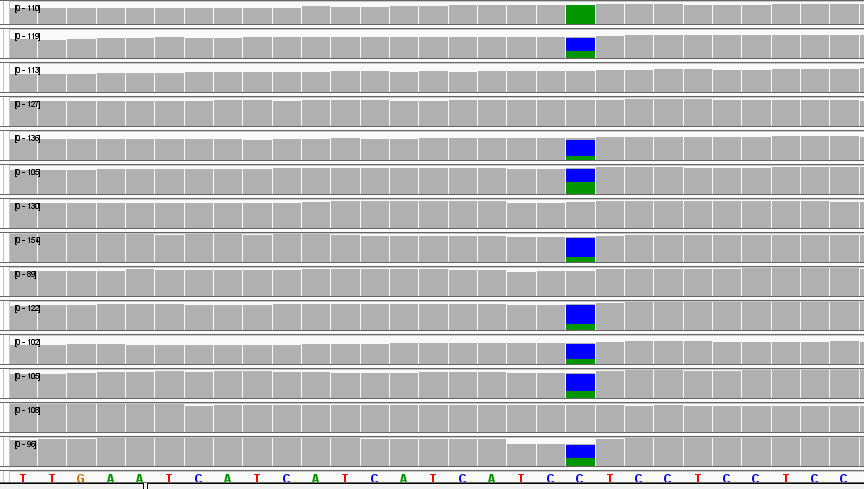 [0 - 110]
[0 - 119]
[0 - 113]
[0 - 127]
[0 - 136]
[0 - 105]
[0 - 130]
[0 - 151]
[0 - 89]
[0 - 122]
[0 - 102]
[0 - 105]
[0 - 108]
[0 - 96]
T T G A A T C A T C A T C A T C A T C C T C C T C C T C C